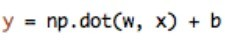 y = np.dot(w, x) + b